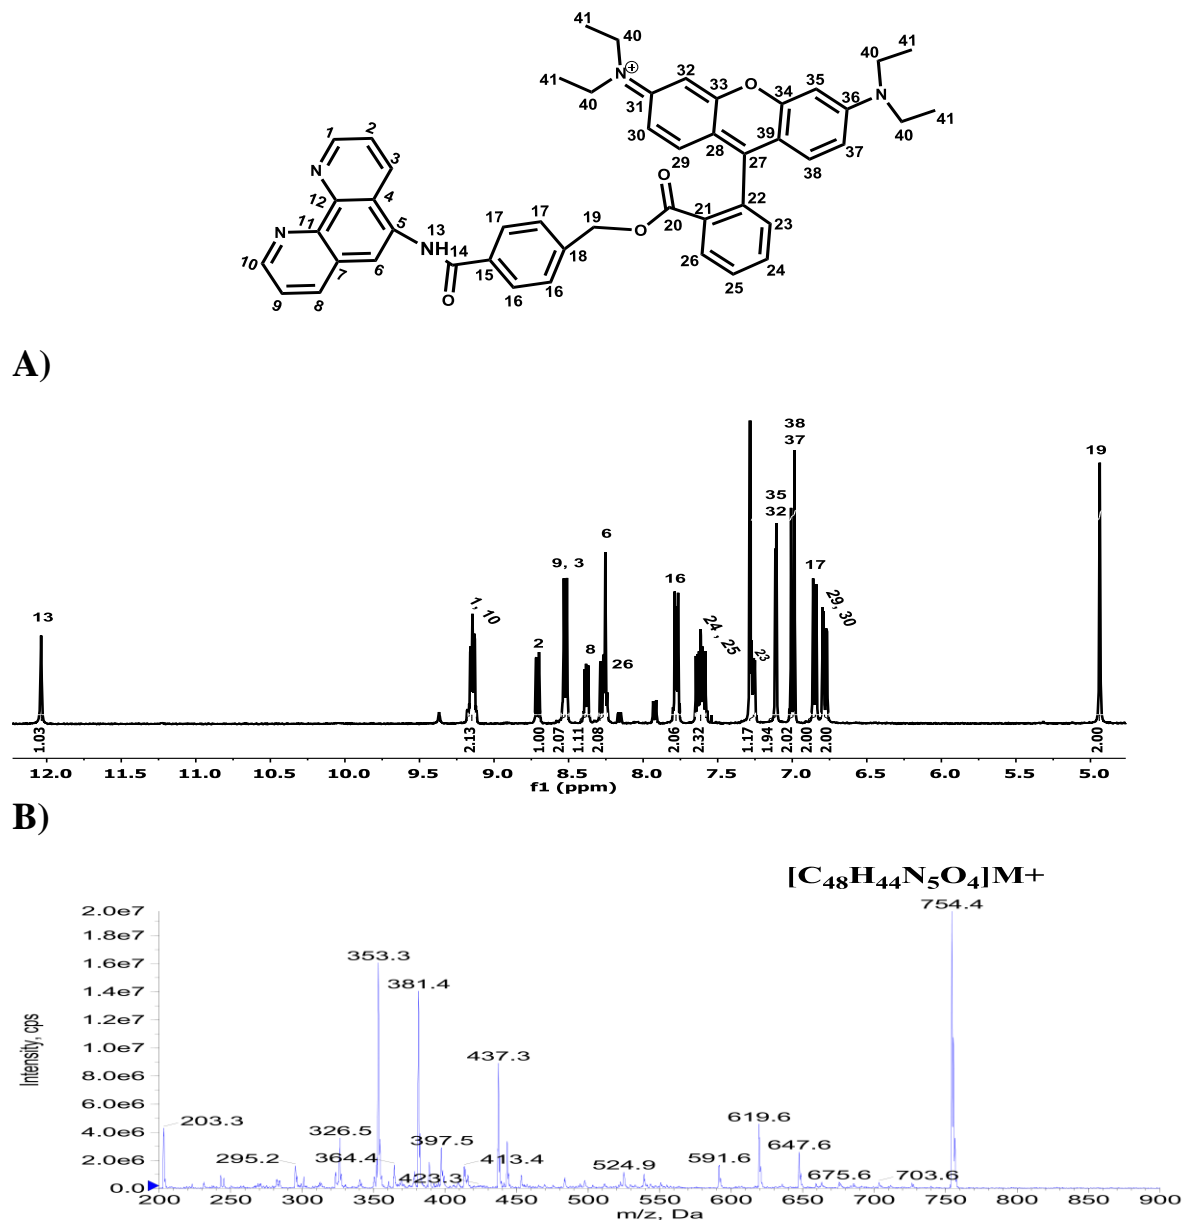 41 40 41
40
41 N⊕ 32 33 O 34 35 36 N
40 31 40 41
30 29 28 27 39 38 37
1 2
N 3
12 4
11 5
N 13
NH 14
10 7 6
9 8
O
17 17 19 O
15 18 O 20 21 22 23
16 16 26 25 24
A)
13
1, 10
2
9, 3
8
6
26
16
24 , 25
23
35
32
38
37
17
29, 30
19
1.03 2.13 1.00 2.07 1.11 2.08 2.06 2.32 1.17 1.94 2.02 2.00 2.00 2.00
12.0 11.5 11.0 10.5 10.0 9.5 9.0 8.5 8.0 7.5 7.0 6.5 6.0 5.5 5.0
f1 (ppm)
B)
[C48H44N5O4]M+
754.4
2.0e7
1.8e7
1.6e7
1.4e7
1.2e7
1.0e7
8.0e6
6.0e6
4.0e6
2.0e6
0.0
Intensity, cps
203.3
295.2
326.5
353.3
364.4
381.4
397.5
413.4
423.3
437.3
524.9
591.6
619.6
647.6
675.6
703.6
200 250 300 350 400 450 500 550 600 650 700 750 800 850 900
m/z, Da